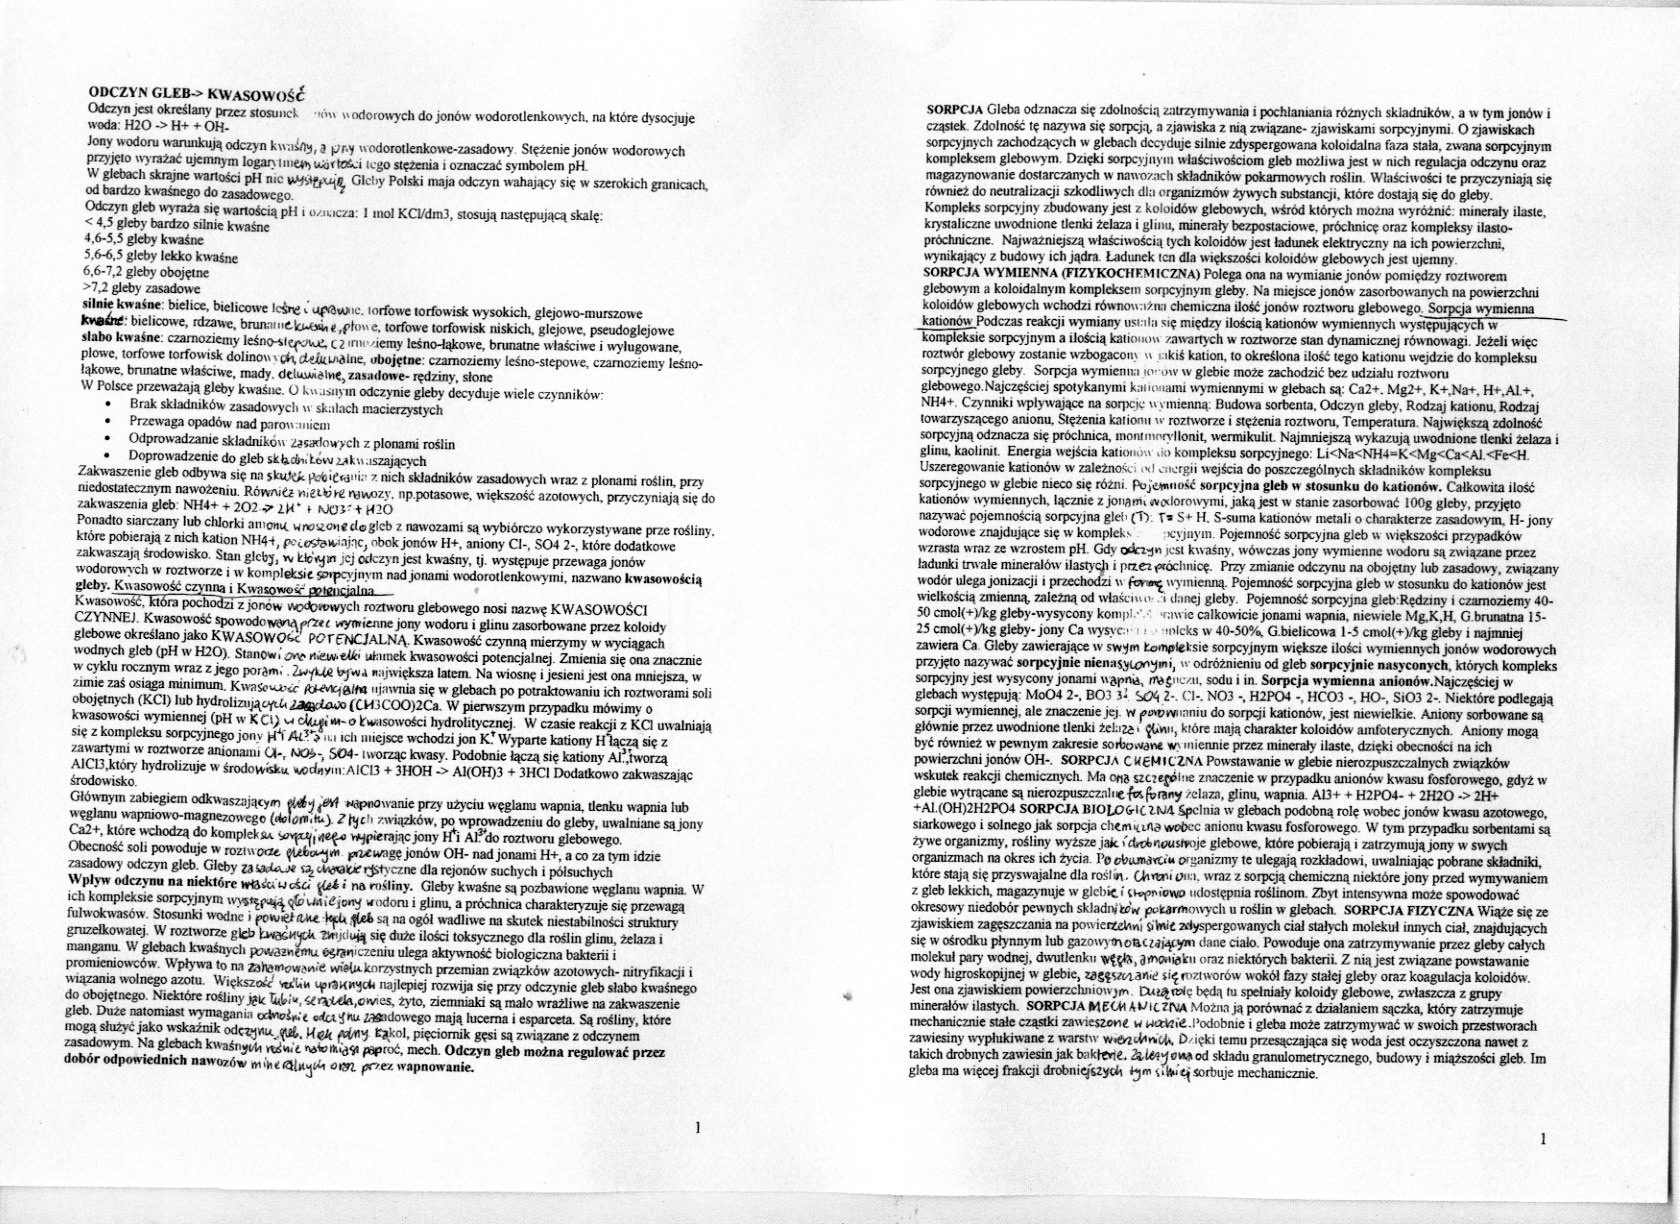 ODCZYN GLEB-> KWASOWOŚĆ
Odczyn jest określany przez stosunek jonów wodorowych do jonów wodorotlenkowych, na które dysocjuje
woda: H2O -> H+ + OH-
Jony wodoru warunkują odczyn kwaśny, a jony wodorotlenkowe-zasadowy. Stężenie jonów wodorowych
przyjęto wyrażać ujemnym logarytmem wartości tego stężenia i oznaczać symbolem pH.
W glebach skrajne wartości pH nie występują. Gleby Polski maja odczyn wahający się w szerokich granicach,
od bardzo kwaśnego do zasadowego.
Odczyn gleb wyraża się wartością pH i oznacza: 1 mol KCl/dm3, stosują następującą skalę:
< 4,5 gleby bardzo silnie kwaśne
4,6-5,5 gleby kwaśne
5,6-6,5 gleby lekko kwaśne
6,6-7,2 gleby obojętne
>7,2 gleby zasadowe
silnie kwaśne: bielice, bielicowe leśne i uprawne, torfowe torfowisk wysokich, glejowo-murszowe
kwaśne: bielicowe, rdzawe, brunatne kwaśne, płowe, torfowe torfowisk niskich, glejowe, pseudoglejowe
słabo kwaśne: czarnoziemy leśno-stepowe, czarnoziemy leśno-łąkowe, brunatne właściwe i wyługowane,
płowe, torfowe torfowisk dolinowych, deluwialne, obojętne: czarnoziemy leśno-stepowe, czarnoziemy leśno-
łąkowe, brunatne właściwe, mady. deluwialne, zasadowe- rędziny, słone
W Polsce przeważają gleby kwaśne. O kwaśnym odczynie gleby decyduje wiele czynników:
• Brak składników zasadowych w skałach macierzystych
• Przewaga opadów nad parowaniem
• Odprowadzanie składników zasadowych z plonami roślin
• Doprowadzenie do gleb składników zakwaszających
Zakwaszenie gleb odbywa się na skutek pobierania z nich składników zasadowych wraz z plonami roślin, przy
niedostatecznym nawożeniu. Również niektóre nawozy, np.potasowe, większość azotowych, przyczyniają się do
zakwaszenia gleb: NH4+ + 2O2 -> 2H+ + NO3- + H2O
Ponadto siarczany lub chlorki amonu wnoszone do gleb z nawozami są wybiórczo wykorzystywane prze rośliny,
które pobierają z nich kation NH4+, pozostawiając, obok jonów H+, aniony Cl-, SO4 2-, które dodatkowe
zakwaszają środowisko. Stan gleby, w którym jej odczyn jest kwaśny, tj. występuje przewaga jonów
wodorowych w roztworze i w kompleksie sorpcyjnym nad jonami wodorotlenkowymi, nazwano kwasowością
gleby. Kwasowość czynna i Kwasowość potencjalna
Kwasowość, która pochodzi z jonów wodorowych roztworu glebowego nosi nazwę KWASOWOŚCI
CZYNNEJ. Kwasowość spowodowaną przez wymienne jony wodoru i glinu zasorbowane przez koloidy
glebowe określano jako KWASOWOŚĆ POTENCJALNĄ. Kwasowość czynną mierzymy w wyciągach
wodnych gleb (pH w H2O). Stanowi ona niewielki ułamek kwasowości potencjalnej. Zmienia się ona znacznie
w cyklu rocznym wraz z jego porami. Zwykle bywa największa latem. Na wiosnę i jesieni jest ona mniejsza, w
zimie zaś osiąga minimum. Kwasowość potencjalna ujawnia się w glebach po potraktowaniu ich roztworami soli
obojętnych (KCl) lub hydrolizujących zasadowo (CH3COO)2Ca. W pierwszym przypadku mówimy o
kwasowości wymiennej (pH w KCl) w drugim- o kwasowości hydrolitycznej. W czasie reakcji z KCl uwalniają
się z kompleksu sorpcyjnego jony H+ i Al3+ a na ich miejsce wchodzi jon K+ Wyparte kationy H+ łączą się z
zawartymi w roztworze anionami Cl-, NO3-, SO4- tworząc kwasy. Podobnie łączą się kationy Al3+, tworzą
AlCl3,który hydrolizuje w środowisku wodnym:AlCl3 + 3HOH -> Al(OH)3 + 3HCl Dodatkowo zakwaszając
środowisko.
Głównym zabiegiem odkwaszającym gleby jest wapnowanie przy użyciu węglanu wapnia, tlenku wapnia lub
węglanu wapniowo-magnezowego (dolomitu). Z tych związków, po wprowadzeniu do gleby, uwalniane są jony
Ca2+, które wchodzą do kompleksu sorpcyjnego wypierając jony H+ i Al3+ do roztworu glebowego.
Obecność soli powoduje w roztworze glebowym przewagę jonów OH- nad jonami H+, a co za tym idzie
zasadowy odczyn gleb. Gleby zasadowe są charakterystyczne dla rejonów suchych i półsuchych
Wpływ odczynu na niektóre właściwości gleb i na rośliny. Gleby kwaśne są pozbawione węglanu wapnia. W
ich kompleksie sorpcyjnym występują głównie jony wodoru i glinu, a próchnica charakteryzuje się przewagą
fulwokwasów. Stosunki wodne i powietrzne tych gleb są na ogół wadliwe na skutek niestabilności struktury
gruzełkowatej. W roztworze gleb kwaśnych znajdują się duże ilości toksycznego dla roślin glinu, żelaza i
manganu. W glebach kwaśnych poważnemu ograniczeniu ulega aktywność biologiczna bakterii i
promieniowców. Wpływa to na zahamowanie wielu korzystnych przemian związków azotowych- nitryfikacji i
wiązania wolnego azotu. Większość roślin uprawnych najlepiej rozwija się przy odczynie gleb słabo kwaśnego
do obojętnego. Niektóre rośliny jak łubin, seradela, owies, żyto, ziemniaki są mało wrażliwe na zakwaszenie
gleb. Duże natomiast wymagania odnośnie odczynu zasadowego mają lucerna i esparceta. Są rośliny, które
mogą służyć jako wskaźnik odczynu gleb. Mak polny, kąkol, pięciornik gęsi są związane z odczynem
zasadowym. Na glebach kwaśnych rośnie natomiast paproć, mech. Odczyn gleb można regulować przez
dobór odpowiednich nawozów mineralnych oraz przez wapnowanie.
1
SORPCJA Gleba odznacza się zdolnością zatrzymywania i pochłaniania różnych składników, a w tym jonów i
cząstek. Zdolność tę nazywa się sorpcją, a zjawiska z nią związane- zjawiskami sorpcyjnymi. O zjawiskach
sorpcyjnych zachodzących w glebach decyduje silnie zdyspergowana koloidalna faza stała, zwana sorpcyjnym
kompleksem glebowym. Dzięki sorpcyjnym właściwościom gleb możliwa jest w nich regulacja odczynu oraz
magazynowanie dostarczanych w nawozach składników pokarmowych roślin. Właściwości te przyczyniają się
również do neutralizacji szkodliwych dla organizmów żywych substancji, które dostają się do gleby.
Kompleks sorpcyjny zbudowany jest z koloidów glebowych, wśród których można wyróżnić: minerały ilaste,
krystaliczne uwodnione tlenki żelaza i glinu, minerały bezpostaciowe, próchnicę oraz kompleksy ilasto-
próchniczne. Najważniejszą właściwością tych koloidów jest ładunek elektryczny na ich powierzchni,
wynikający z budowy ich jądra. Ładunek ten dla większości koloidów glebowych jest ujemny.
SORPCJA WYMIENNA (FIZYKOCHEMICZNA) Polega ona na wymianie jonów pomiędzy roztworem
glebowym a koloidalnym kompleksem sorpcyjnym gleby. Na miejsce jonów zasorbowanych na powierzchni
koloidów glebowych wchodzi równoważna chemiczna ilość jonów roztworu glebowego. Sorpcja wymienna
kationów Podczas reakcji wymiany ustala się między ilością kationów wymiennych występujących w
kompleksie sorpcyjnym a ilością kationow zawartych w roztworze stan dynamicznej równowagi. Jeżeli więc
roztwór glebowy zostanie wzbogacony w jakiś kation, to określona ilość tego kationu wejdzie do kompleksu
sorpcyjnego gleby. Sorpcja wymienna jonów w glebie może zachodzić bez udziału roztworu
glebowego.Najczęściej spotykanymi kationami wymiennymi w glebach są: Ca2+, Mg2+, K+,Na+, H+,AL+,
NH4+. Czynniki wpływające na sorpcje wymienną: Budowa sorbenta, Odczyn gleby, Rodzaj kationu, Rodzaj
towarzyszącego anionu, Stężenia kationu w roztworze i stężenia roztworu, Temperatura. Największą zdolność
sorpcyjną odznacza się próchnica, montmoryllonit, wermikulit. Najmniejszą wykazują uwodnione tlenki żelaza i
glinu, kaolinit. Energia wejścia kationów do kompleksu sorpcyjnego: Li<Na<NH4=K<Mg<Ca<AL<Fe<H.
Uszeregowanie kationów w zależności od energii wejścia do poszczególnych składników kompleksu
sorpcyjnego w glebie nieco się różni. Pojemność sorpcyjna gleb w stosunku do kationów. Całkowita ilość
kationów wymiennych, łącznie z jonami wodorowymi, jaką jest w stanie zasorbować 100g gleby, przyjęto
nazywać pojemnością sorpcyjna gleb (T): T= S+ H. S-suma kationów metali o charakterze zasadowym, H- jony
wodorowe znajdujące się w kompleks sorpcyjnym. Pojemność sorpcyjna gleb w większości przypadków
wzrasta wraz ze wzrostem pH. Gdy odczyn jest kwaśny, wówczas jony wymienne wodoru są związane przez
ładunki trwałe minerałów ilastych i przez próchnicę. Przy zmianie odczynu na obojętny lub zasadowy, związany
wodór ulega jonizacji i przechodzi w formę wymienną. Pojemność sorpcyjna gleb w stosunku do kationów jest
wielkością zmienną, zależną od właściwości danej gleby. Pojemność sorpcyjna gleb:Rędziny i czarnoziemy 40-
50 cmol(+)/kg gleby-wysycony kompleks prawie całkowicie jonami wapnia, niewiele Mg,K,H, G.brunatna 15-
25 cmol(+)/kg gleby- jony Ca wysycają kompleks w 40-50%, G.bielicowa 1-5 cmol(+)/kg gleby i najmniej
zawiera Ca. Gleby zawierające w swym kompleksie sorpcyjnym większe ilości wymiennych jonów wodorowych
przyjęto nazywać sorpcyjnie nienasyconymi, w odróżnieniu od gleb sorpcyjnie nasyconych, których kompleks
sorpcyjny jest wysycony jonami wapnia, magnezu, sodu i in. Sorpcja wymienna anionów.Najczęściej w
glebach występują: MoO4 2-, BO3 3-, SO4 2-, Cl-, NO3 -, H2PO4 -, HCO3 -, HO-, SiO3 2-. Niektóre podlegają
sorpcji wymiennej, ale znaczenie jej, w porównaniu do sorpcji kationów, jest niewielkie. Aniony sorbowane są
głównie przez uwodnione tlenki żelaza i glinu, które mają charakter koloidów amfoterycznych. Aniony mogą
być również w pewnym zakresie sorbowane wymiennie przez minerały ilaste, dzięki obecności na ich
powierzchni jonów OH-. SORPCJA CHEMICZNA Powstawanie w glebie nierozpuszczalnych związków
wskutek reakcji chemicznych. Ma ona szczególne znaczenie w przypadku anionów kwasu fosforowego, gdyż w
glebie wytrącane są nierozpuszczalne fosforany żelaza, glinu, wapnia. Al3+ + H2PO4- + 2H2O -> 2H+
+AL(OH)2H2PO4 SORPCJA BIOLOGICZNA Spełnia w glebach podobną rolę wobec jonów kwasu azotowego,
siarkowego i solnego jak sorpcja chemiczna wobec anionu kwasu fosforowego. W tym przypadku sorbentami są
żywe organizmy, rośliny wyższe jak i drobnoustroje glebowe, które pobierają i zatrzymują jony w swych
organizmach na okres ich życia. Po obumarciu organizmy te ulegają rozkładowi, uwalniając pobrane składniki,
które stają się przyswajalne dla roślin. Chroni ona, wraz z sorpcją chemiczną niektóre jony przed wymywaniem
z gleb lekkich, magazynuje w glebie i stopniowo udostępnia roślinom. Zbyt intensywna może spowodować
okresowy niedobór pewnych składników pokarmowych u roślin w glebach. SORPCJA FIZYCZNA Wiąże się ze
zjawiskiem zagęszczania na powierzchni silnie zdyspergowanych ciał stałych molekuł innych ciał, znajdujących
się w ośrodku płynnym lub gazowym otaczającym dane ciało. Powoduje ona zatrzymywanie przez gleby całych
molekuł pary wodnej, dwutlenku węgla, amoniaku oraz niektórych bakterii. Z nią jest związane powstawanie
wody higroskopijnej w glebie, zagęszczanie się roztworów wokół fazy stałej gleby oraz koagulacja koloidów.
Jest ona zjawiskiem powierzchniowym. Dużą rolę będą tu spełniały koloidy glebowe, zwłaszcza z grupy
minerałów ilastych. SORPCJA MECHANICZNA Można ją porównać z działaniem sączka, który zatrzymuje
mechanicznie stałe cząstki zawieszone w wodzie.Podobnie i gleba może zatrzymywać w swoich przestworach
zawiesiny wypłukiwane z warstw wierzchnich. Dzięki temu przesączająca się woda jest oczyszczona nawet z
takich drobnych zawiesin jak bakterie. Zależy ona od składu granulometrycznego, budowy i miąższości gleb. Im
gleba ma więcej frakcji drobniejszych tym silniej sorbuje mechanicznie.
1